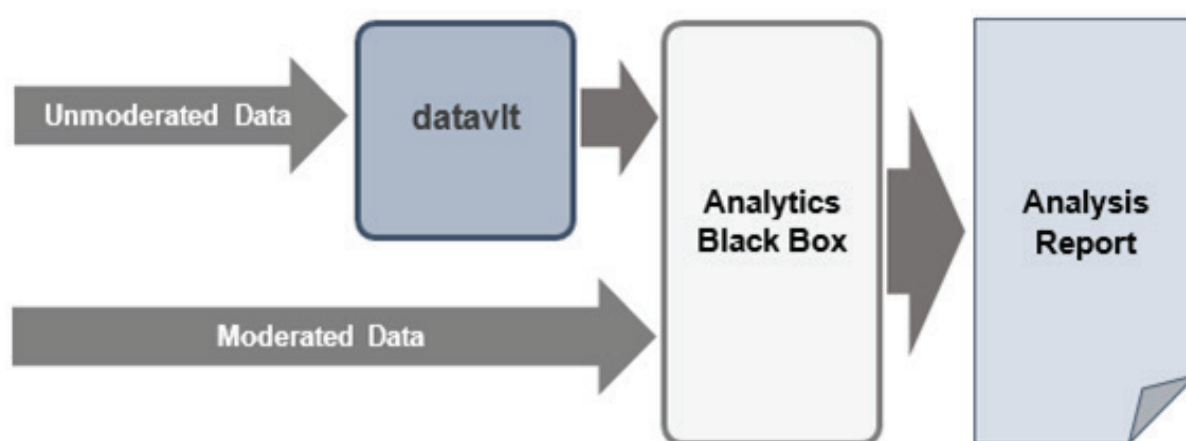 Unmoderated Data
datavlt
Analytics
Black Box
Analysis
Report
Moderated Data